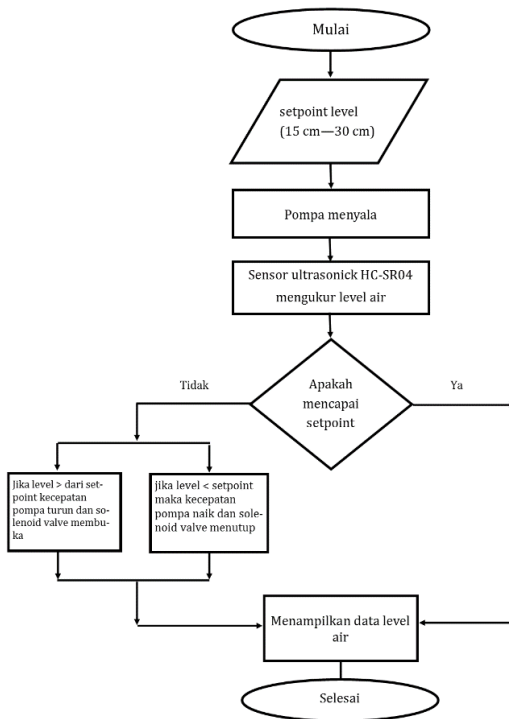 Mulai
setpoint level
(15 cm—30 cm)
Pompa menyala
Sensor ultrasonick HC-SR04
mengukur level air
Apakah
mencapai
setpoint
Tidak
Ya
Jika level > dari set-
point kecepatan
pompa turun dan so-
lenoid valve membu-
ka
jika level < setpoint
maka kecepatan
pompa naik dan sole-
noid valve menutup
Menampilkan data level
air
Selesai